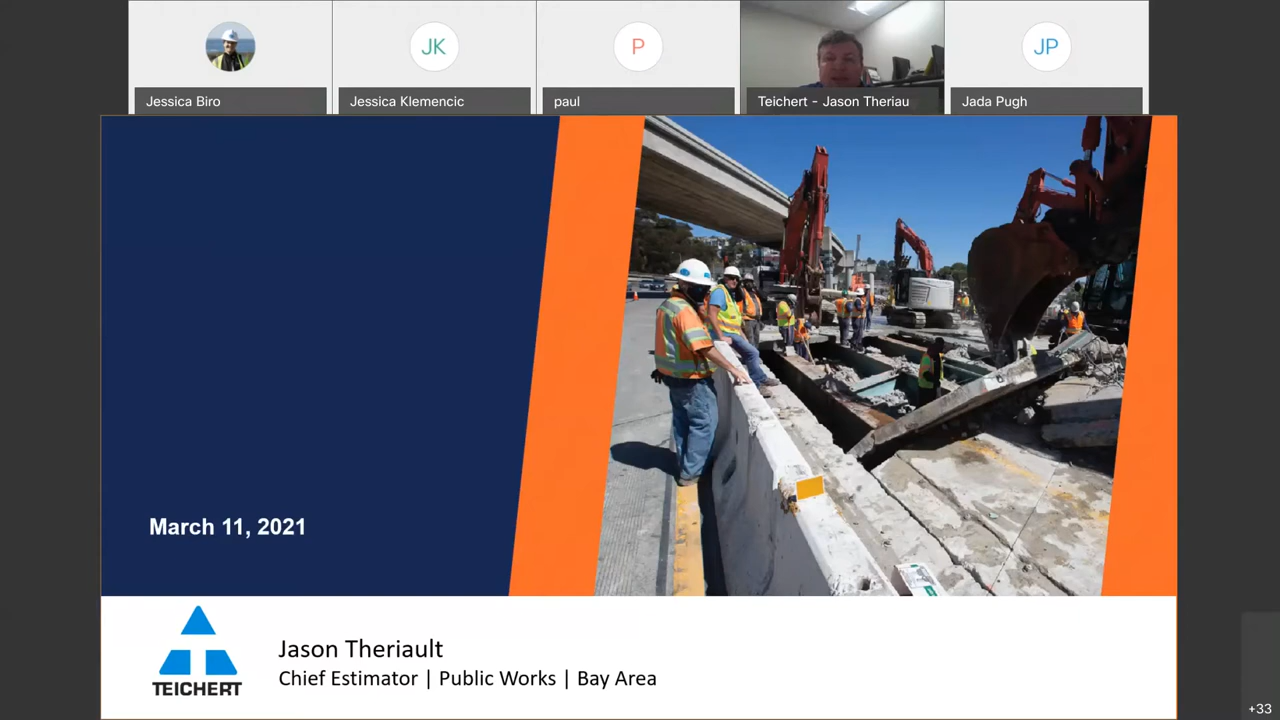 JK
P
JP
Jessica Biro
Jessica Klemencic
paul
Teichert - Jason Theriau
Jada Pugh
March 11, 2021
TEICHERT
Jason Theriault
Chief Estimator | Public Works | Bay Area
+33